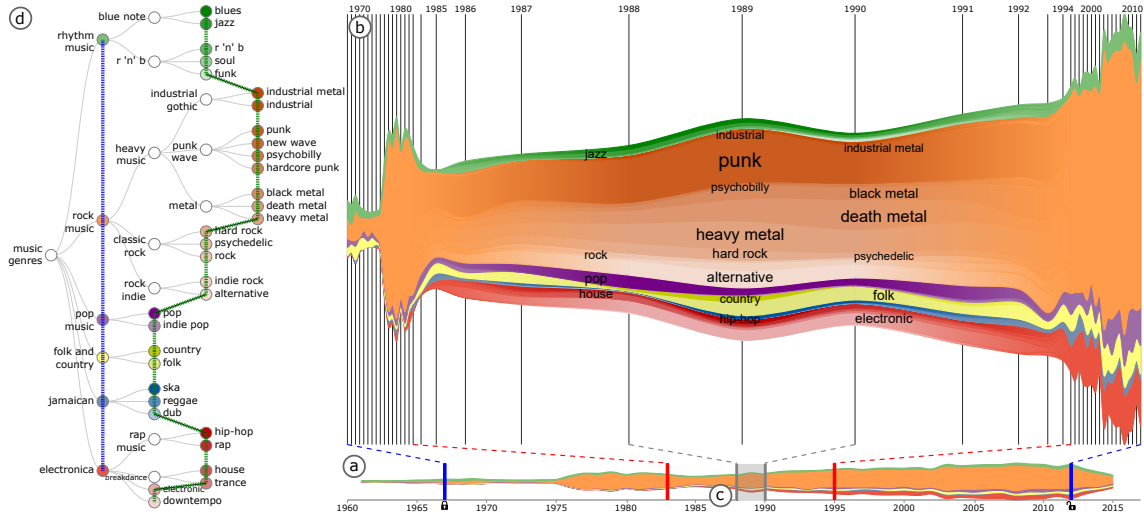 d
blue note
blues
jazz
rhythm
music
r 'n' b
r 'n' b
soul
funk
industrial
gothic
industrial metal
industrial
heavy
music
punk
wave
punk
new wave
psychobilly
hardcore punk
metal
black metal
death metal
heavy metal
rock
music
music
genres
classic
rock
hard rock
psychedelic
rock
rock
indie
indie rock
alternative
pop
music
pop
indie pop
folk and
country
country
folk
jamaican
ska
reggae
dub
rap
music
hip-hop
rap
electronica
breakdance
house
trance
electronic
downtempo
1970 1980 1985 1986 1987 1988 1989 1990 1991 1992 1994 2000 2010
b
industrial
jazz
punk
industrial metal
psychobilly
black metal
death metal
heavy metal
rock
hard rock
psychedelic
pop
alternative
house
country
folk
hip-hop
electronic
a
c
1960 1965 1970 1975 1980 1985 1990 1995 2000 2005 2010 2015